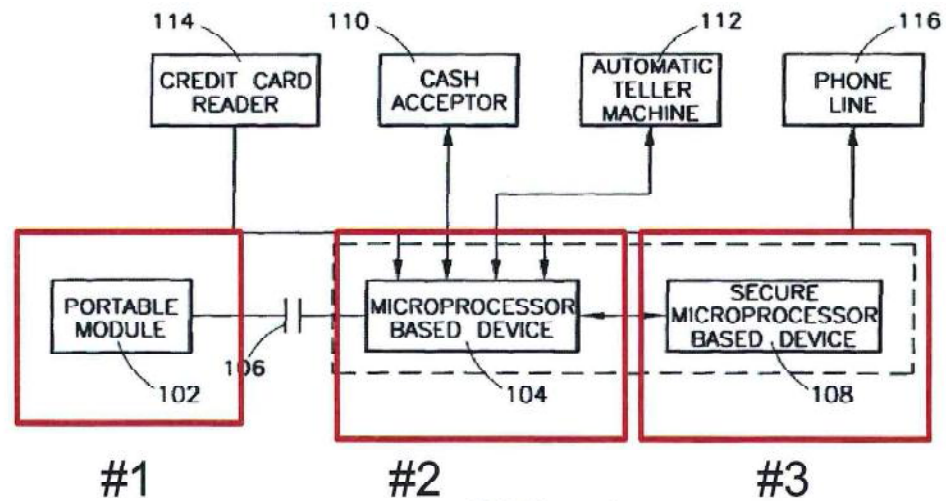 114
110
112
116
CREDIT CARD
READER
CASH
ACCEPTOR
AUTOMATIC
TELLER
MACHINE
PHONE
LINE
PORTABLE
MODULE
MICROPROCESSOR
BASED DEVICE
SECURE
MICROPROCESSOR
BASED DEVICE
106
102
104
108
#1
#2
#3